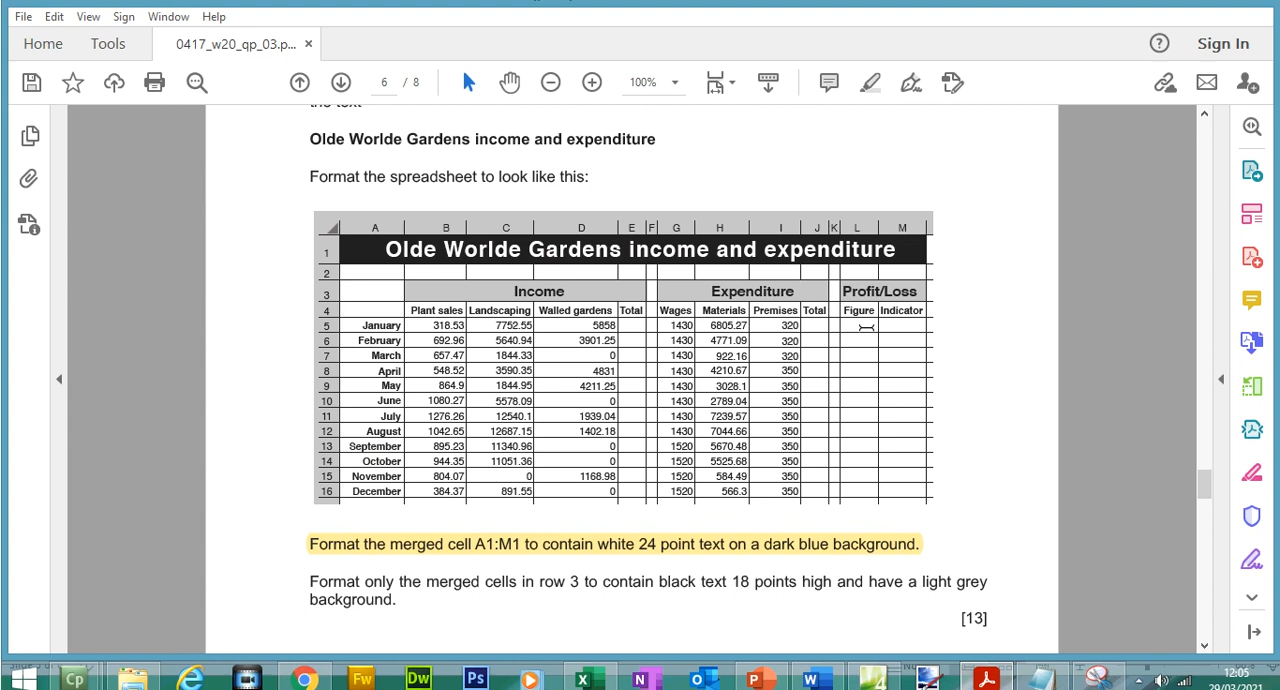 File Edit View Sign Window Help
Home Tools 0417_w20_qp_03.p... × Sign In
6 / 8 100%
the text
Olde Worlde Gardens income and expenditure
Format the spreadsheet to look like this:
A B C D E F G H I J K L M
1 Olde Worlde Gardens income and expenditure
2
3 Income Expenditure Profit/Loss
4 Plant sales Landscaping Walled gardens Total Wages Materials Premises Total Figure Indicator
5 January 318.53 7752.55 5858 1430 6805.27 320
6 February 692.96 5640.94 3901.25 1430 4771.09 320
7 March 657.47 1844.33 0 1430 922.16 320
8 April 548.52 3590.35 4831 1430 4210.67 350
9 May 864.9 1844.95 4211.25 1430 3028.1 350
10 June 1080.27 5578.09 0 1430 2789.04 350
11 July 1276.26 12540.1 1939.04 1430 7239.57 350
12 August 1042.65 12687.15 1402.18 1430 7044.66 350
13 September 895.23 11340.96 0 1520 5670.48 350
14 October 944.35 11051.36 0 1520 5525.68 350
15 November 804.07 0 1168.98 1520 584.49 350
16 December 384.37 891.55 0 1520 566.3 350
Format the merged cell A1:M1 to contain white 24 point text on a dark blue background.
Format only the merged cells in row 3 to contain black text 18 points high and have a light grey
background.
[13]
Cp Fw Dw Ps 12:05
29/03/2021